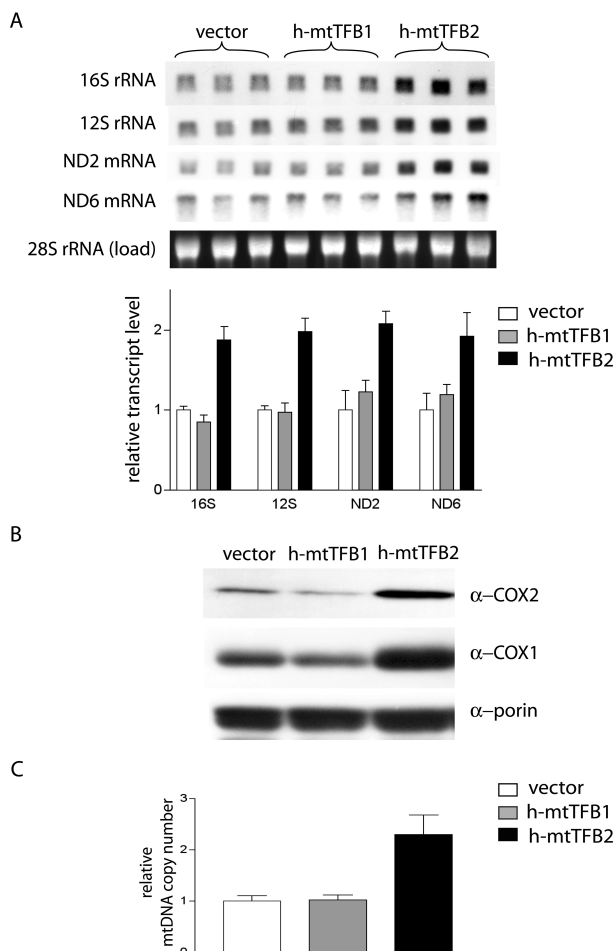 A
vector h-mtTFB1 h-mtTFB2
16S rRNA
12S rRNA
ND2 mRNA
ND6 mRNA
28S rRNA (load)
relative transcript level
2
1
0
16S 12S ND2 ND6
vector
h-mtTFB1
h-mtTFB2
B
vector h-mtTFB1 h-mtTFB2
α–COX2
α–COX1
α–porin
C
relative
mtDNA copy number
3
2
1
0
vector
h-mtTFB1
h-mtTFB2